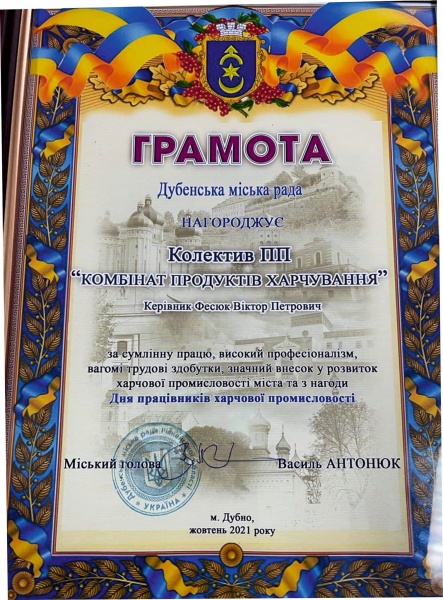 ГРАМОТА
Дубенська міська рада
НАГОРОДЖУЄ
Колектив ПП
“КОМБІНАТ ПРОДУКТІВ ХАРЧУВАННЯ”
Керівник Фесюк Віктор Петрович
за сумлінну працю, високий професіоналізм,
вагомі трудові здобутки, значний внесок у розвиток
харчової промисловості міста та з нагоди
Дня працівників харчової промисловості
Міський голова Василь АНТОНЮК
УКРАЇНА
м. Дубно,
жовтень 2021 року